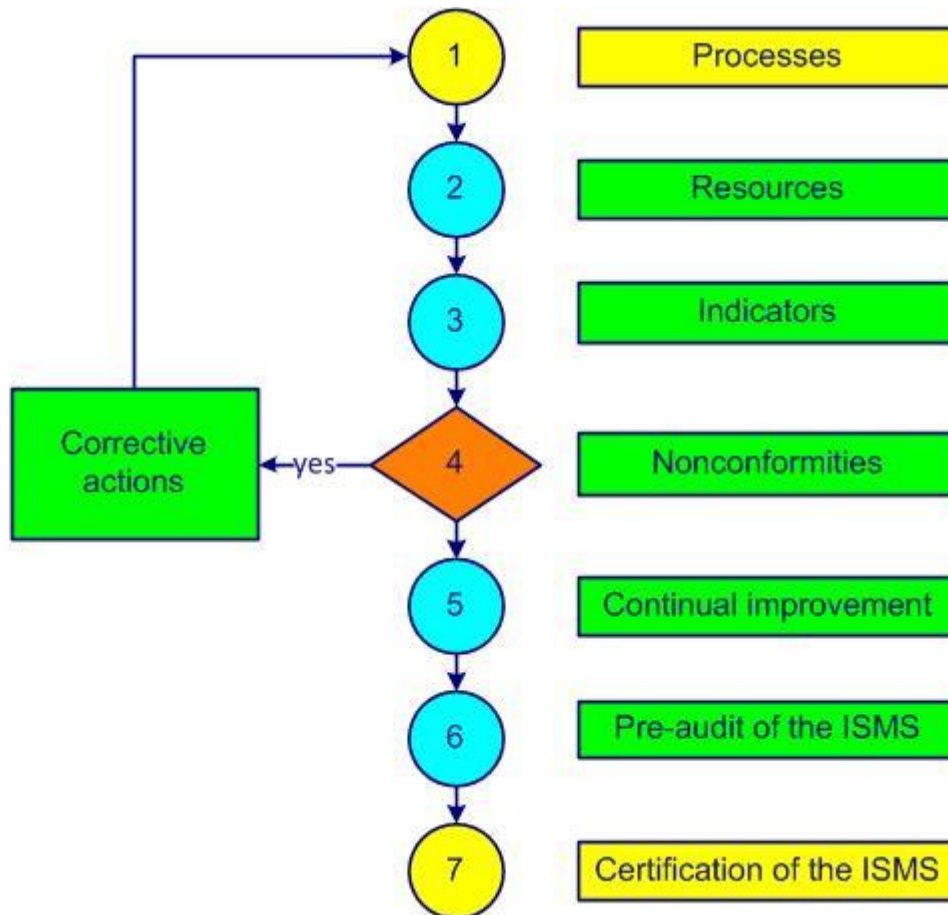 1
Processes
2
Resources
3
Indicators
Corrective
actions
yes
4
Nonconformities
5
Continual improvement
6
Pre-audit of the ISMS
7
Certification of the ISMS